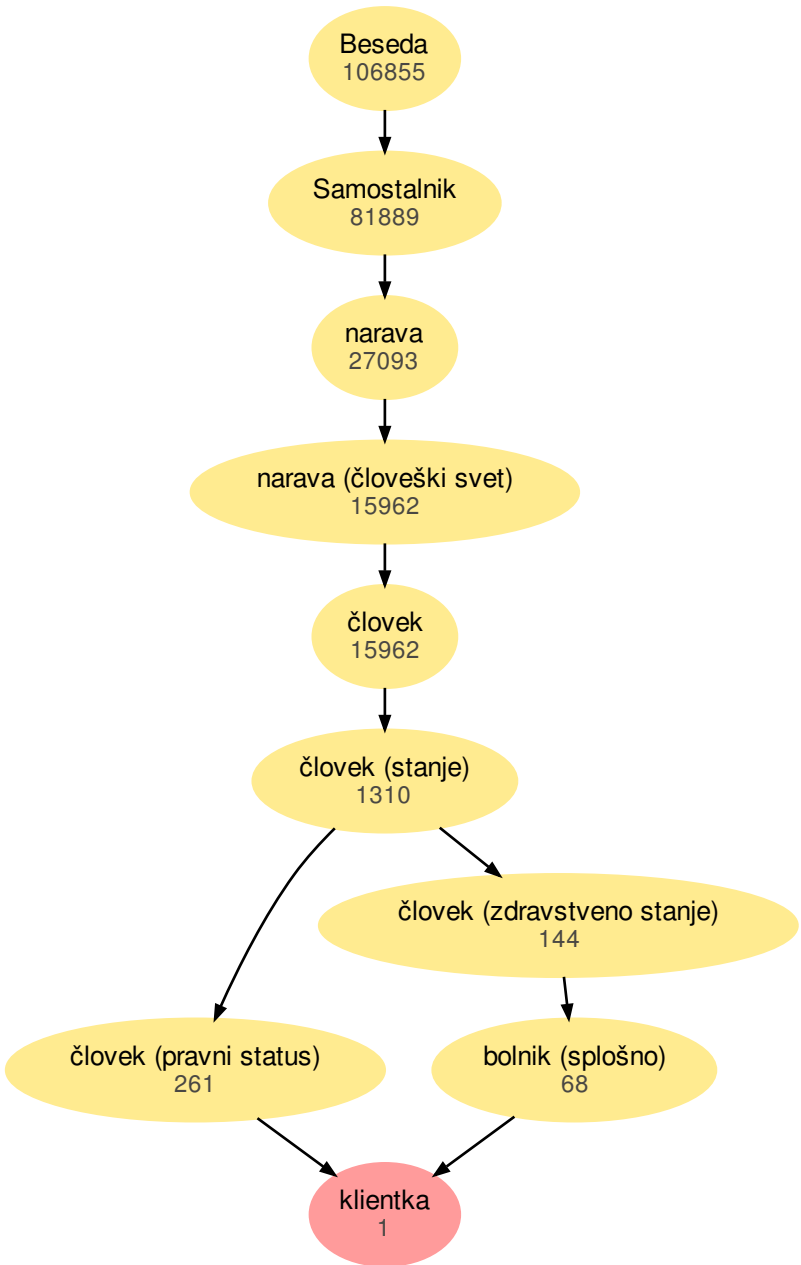 Beseda
106855
Samostalnik
81889
narava
27093
narava (človeški svet)
15962
človek
15962
človek (stanje)
1310
človek (zdravstveno stanje)
144
človek (pravni status)
261
bolnik (splošno)
68
klientka
1